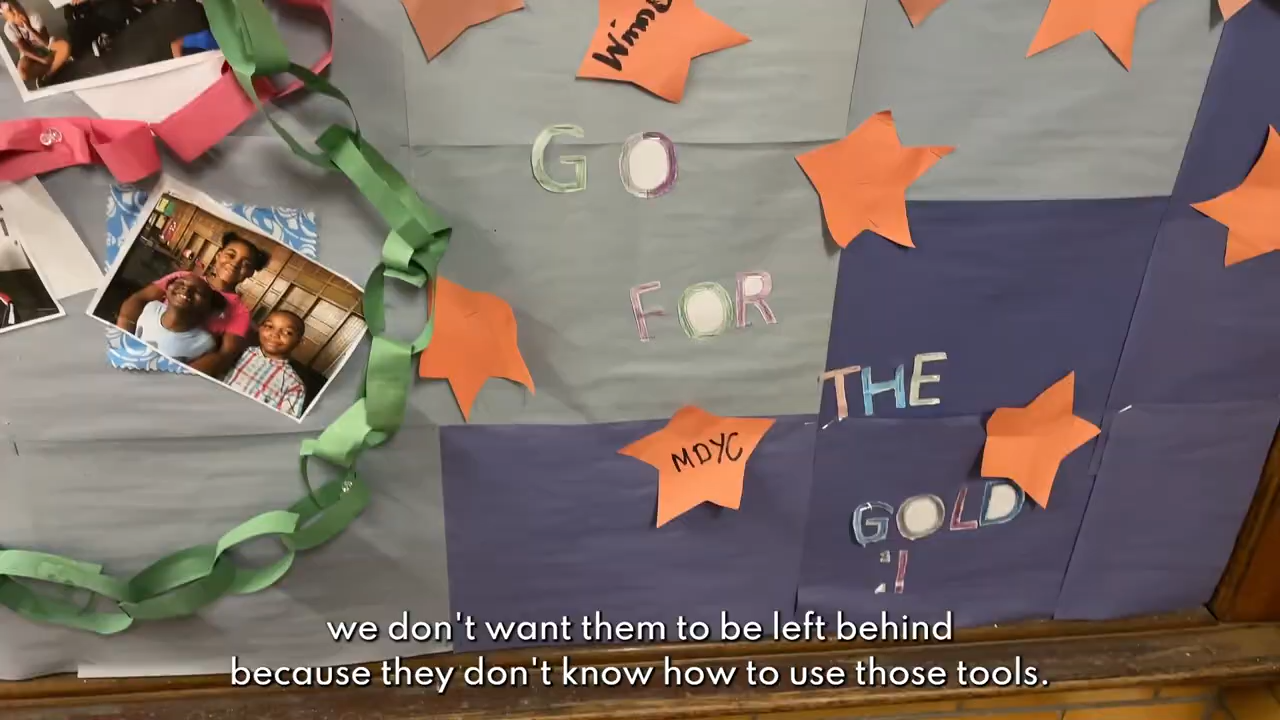 GO
FOR
THE
MDYC
GOLD
!
we don't want them to be left behind
because they don't know how to use those tools.